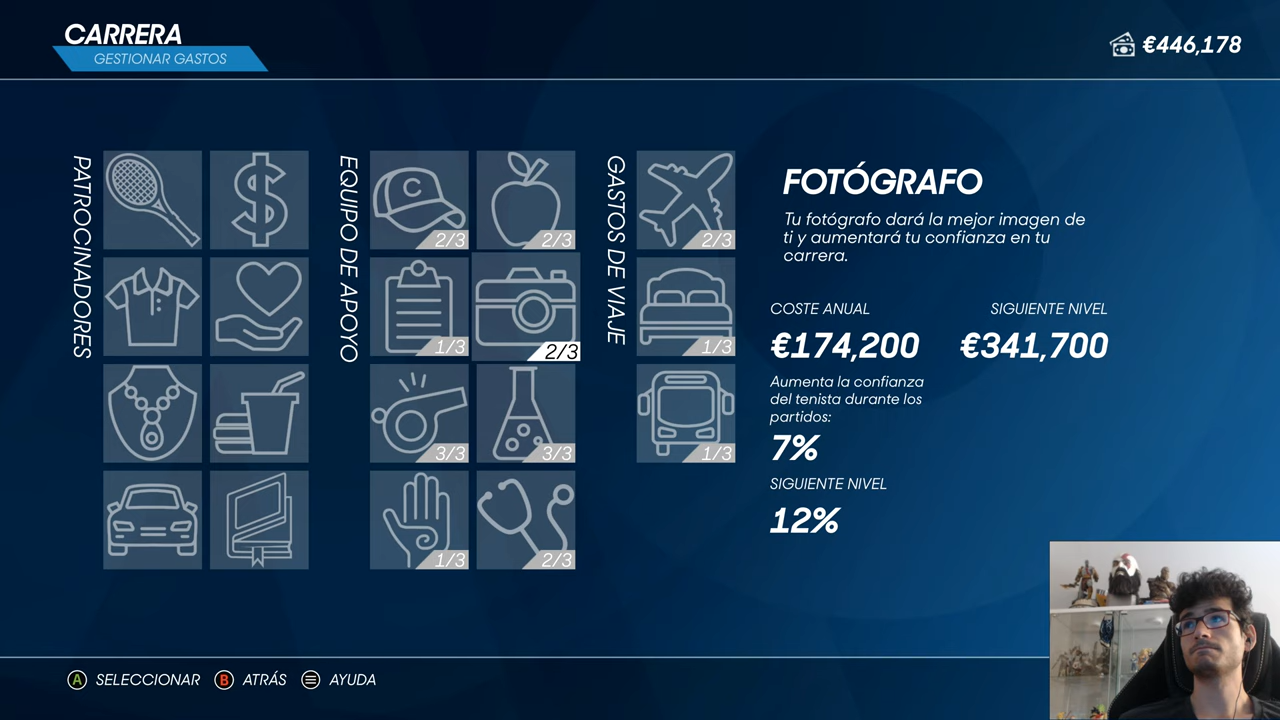 CARRERA
GESTIONAR GASTOS
€446,178
PATROCINADORES
EQUIPO DE APOYO
C
2/3
2/3
1/3
2/3
3/3
3/3
1/3
2/3
GASTOS DE VIAJE
2/3
1/3
1/3
FOTÓGRAFO
Tu fotógrafo dará la mejor imagen de
ti y aumentará tu confianza en tu
carrera.
COSTE ANUAL
SIGUIENTE NIVEL
€174,200
€341,700
Aumenta la confianza
del tenista durante los
partidos:
7%
SIGUIENTE NIVEL
12%
A SELECCIONAR B ATRÁS AYUDA